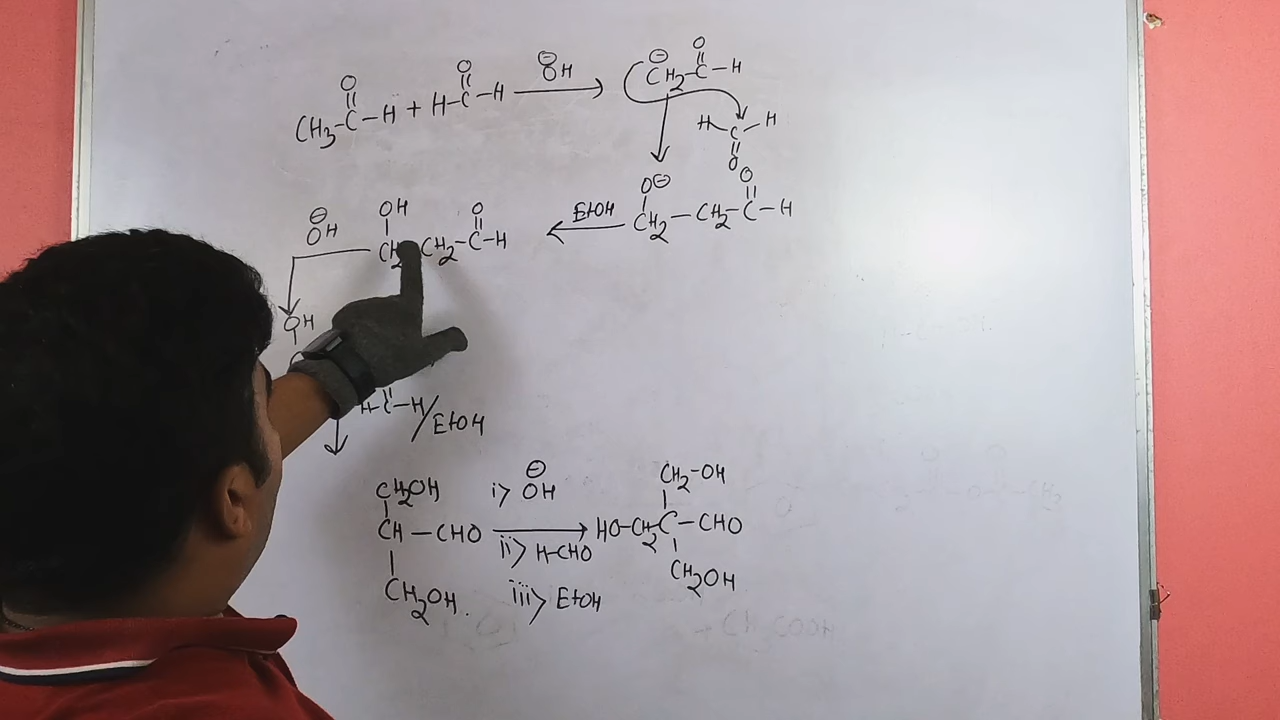 CH₃-C(=O)-H + H-C(=O)-H ⊖OH → ⊖CH₂-C(=O)-H
H-C(=O)-H
CH₂(O⊖)-CH₂-C(=O)-H
EtOH
⊖OH
CH₂(OH)-CH₂-C(=O)-H
OH
H-C-H/EtOH
CH₂OH
CH-CHO
CH₂OH.
i> ⊖OH
ii> H-CHO
iii> EtOH
CH₂-OH
HO-CH₂-C-CHO
CH₂OH